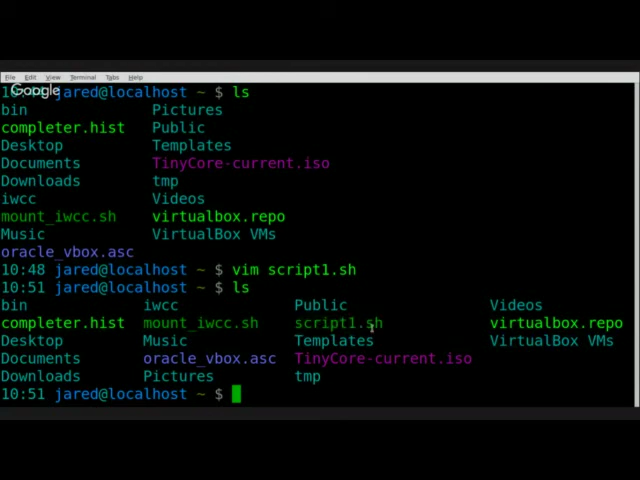 File Edit View Terminal Tabs Help
Google
jared@localhost ~ $ ls
bin Pictures
completer.hist Public
Desktop Templates
Documents TinyCore-current.iso
Downloads tmp
iwcc Videos
mount_iwcc.sh virtualbox.repo
Music VirtualBox VMs
oracle_vbox.asc
10:48 jared@localhost ~ $ vim script1.sh
10:51 jared@localhost ~ $ ls
bin iwcc Public Videos
completer.hist mount_iwcc.sh script1.sh virtualbox.repo
Desktop Music Templates VirtualBox VMs
Documents oracle_vbox.asc TinyCore-current.iso
Downloads Pictures tmp
10:51 jared@localhost ~ $